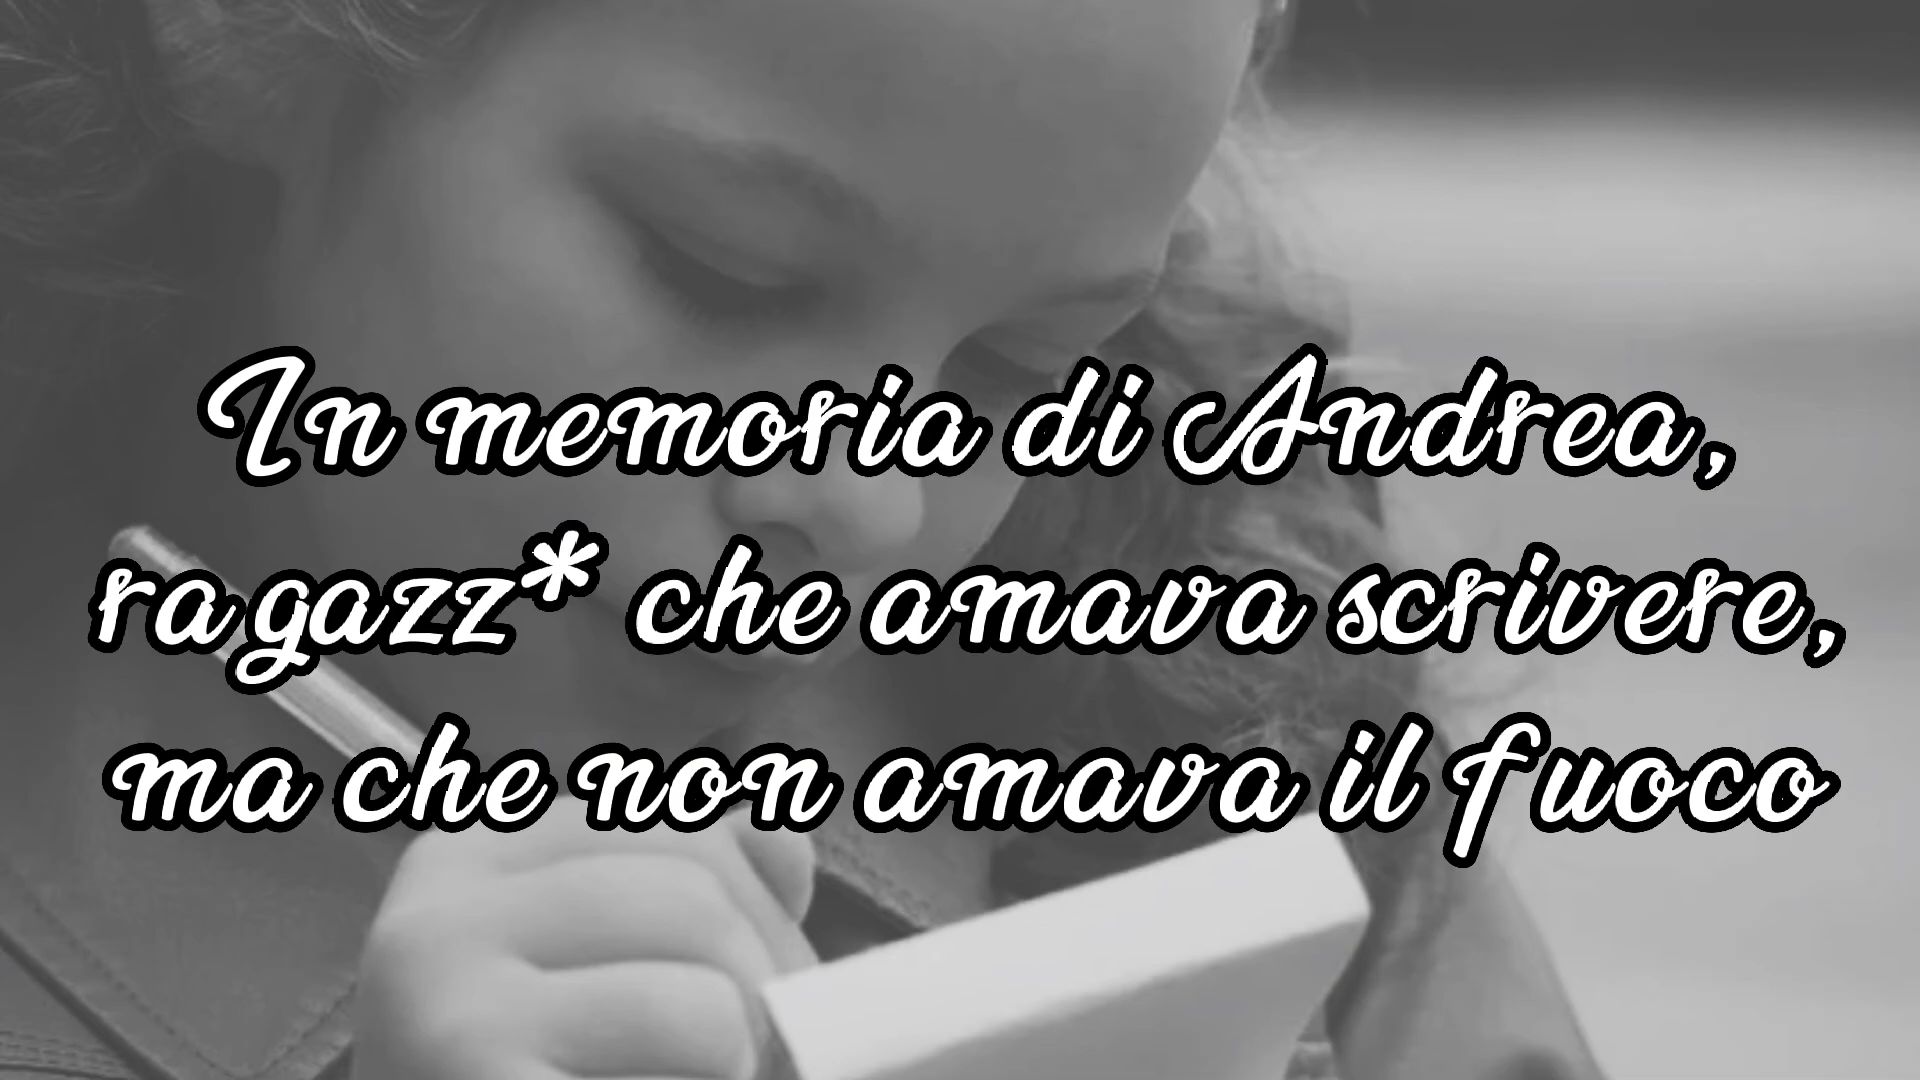 In memoria di Andrea,
ragazz* che amava scrivere,
ma che non amava il fuoco